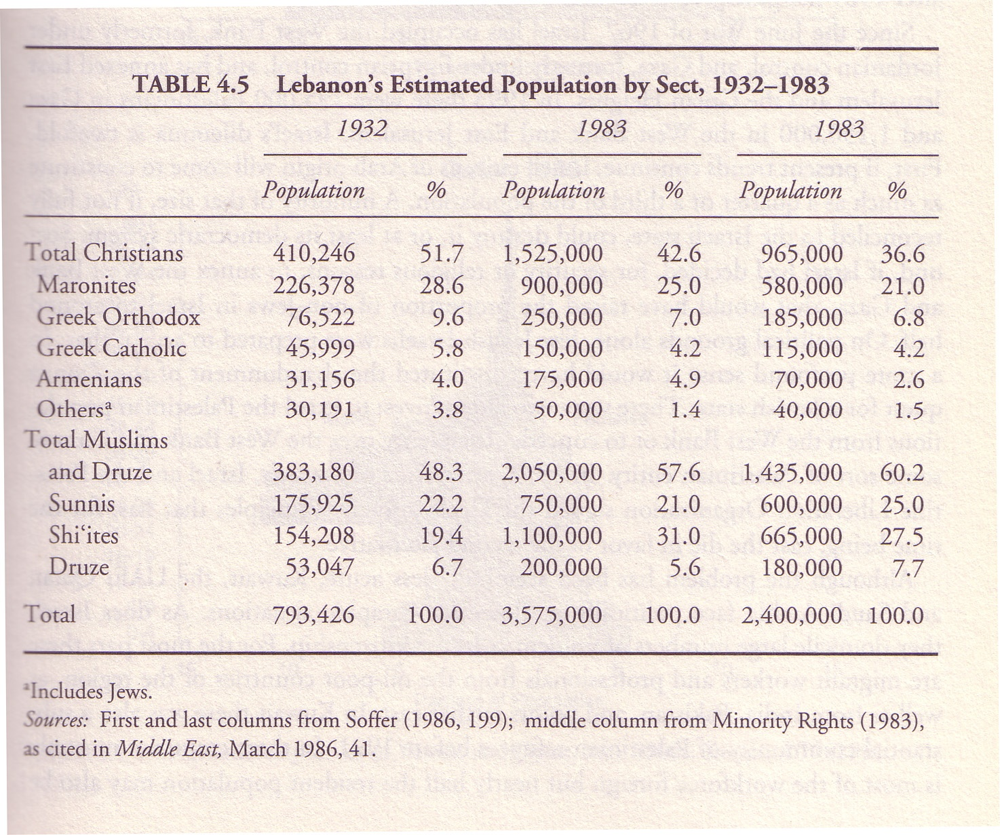 TABLE 4.5 Lebanon's Estimated Population by Sect, 1932–1983
1932 1983 1983
Population % Population % Population %
Total Christians 410,246 51.7 1,525,000 42.6 965,000 36.6
Maronites 226,378 28.6 900,000 25.0 580,000 21.0
Greek Orthodox 76,522 9.6 250,000 7.0 185,000 6.8
Greek Catholic 45,999 5.8 150,000 4.2 115,000 4.2
Armenians 31,156 4.0 175,000 4.9 70,000 2.6
Othersᵃ 30,191 3.8 50,000 1.4 40,000 1.5
Total Muslims
and Druze 383,180 48.3 2,050,000 57.6 1,435,000 60.2
Sunnis 175,925 22.2 750,000 21.0 600,000 25.0
Shi‘ites 154,208 19.4 1,100,000 31.0 665,000 27.5
Druze 53,047 6.7 200,000 5.6 180,000 7.7
Total 793,426 100.0 3,575,000 100.0 2,400,000 100.0
ᵃIncludes Jews.
Sources: First and last columns from Soffer (1986, 199); middle column from Minority Rights (1983),
as cited in Middle East, March 1986, 41.